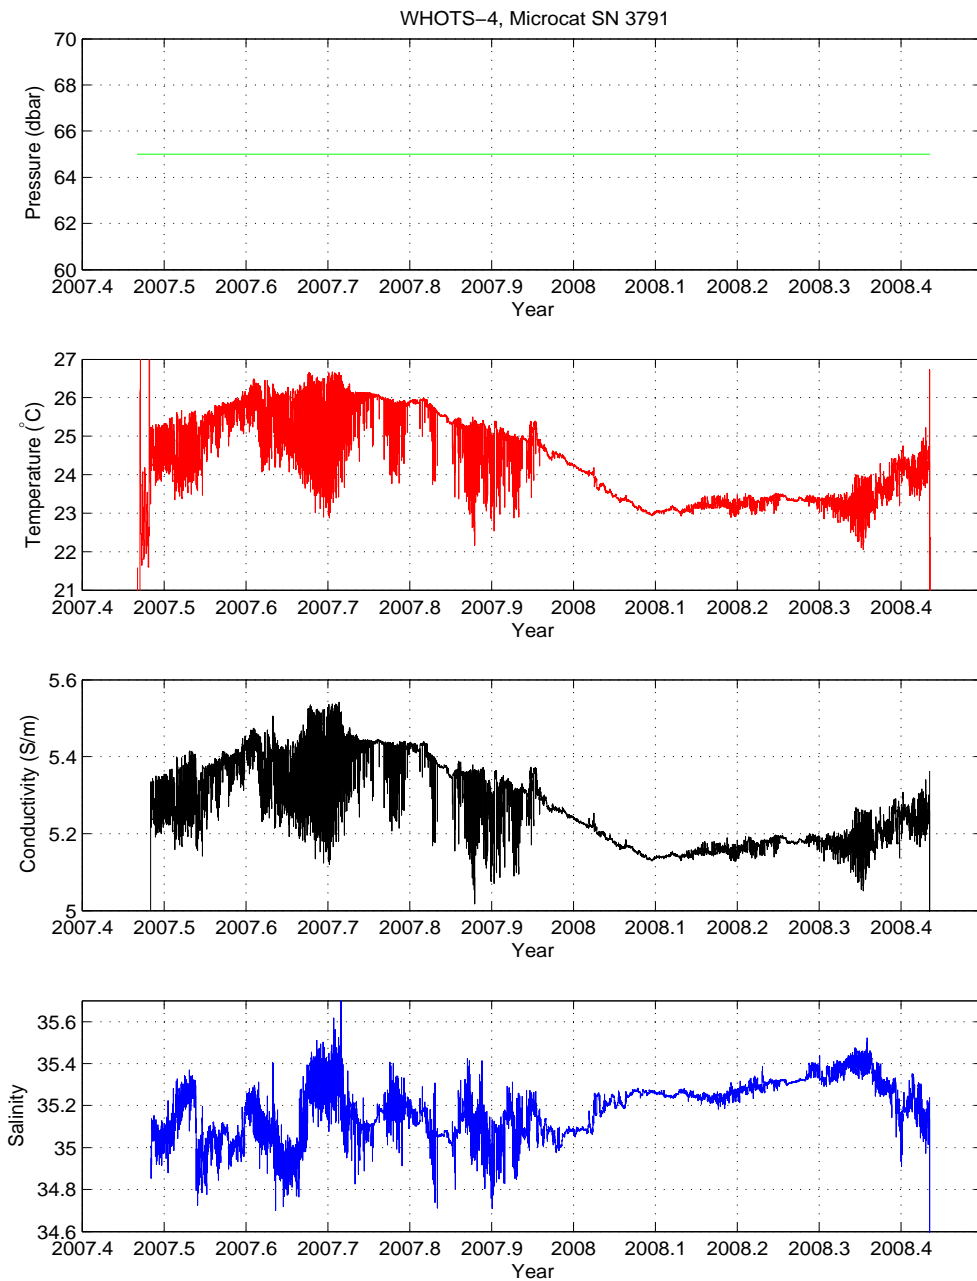 WHOTS−4, Microcat SN 3791
70
68
66
64
62
60
Pressure (dbar)
2007.4 2007.5 2007.6 2007.7 2007.8 2007.9 2008 2008.1 2008.2 2008.3 2008.4
Year
27
26
25
24
23
22
21
Temperature (°C)
2007.4 2007.5 2007.6 2007.7 2007.8 2007.9 2008 2008.1 2008.2 2008.3 2008.4
Year
5.6
5.4
5.2
5
Conductivity (S/m)
2007.4 2007.5 2007.6 2007.7 2007.8 2007.9 2008 2008.1 2008.2 2008.3 2008.4
Year
35.6
35.4
35.2
35
34.8
34.6
Salinity
2007.4 2007.5 2007.6 2007.7 2007.8 2007.9 2008 2008.1 2008.2 2008.3 2008.4
Year